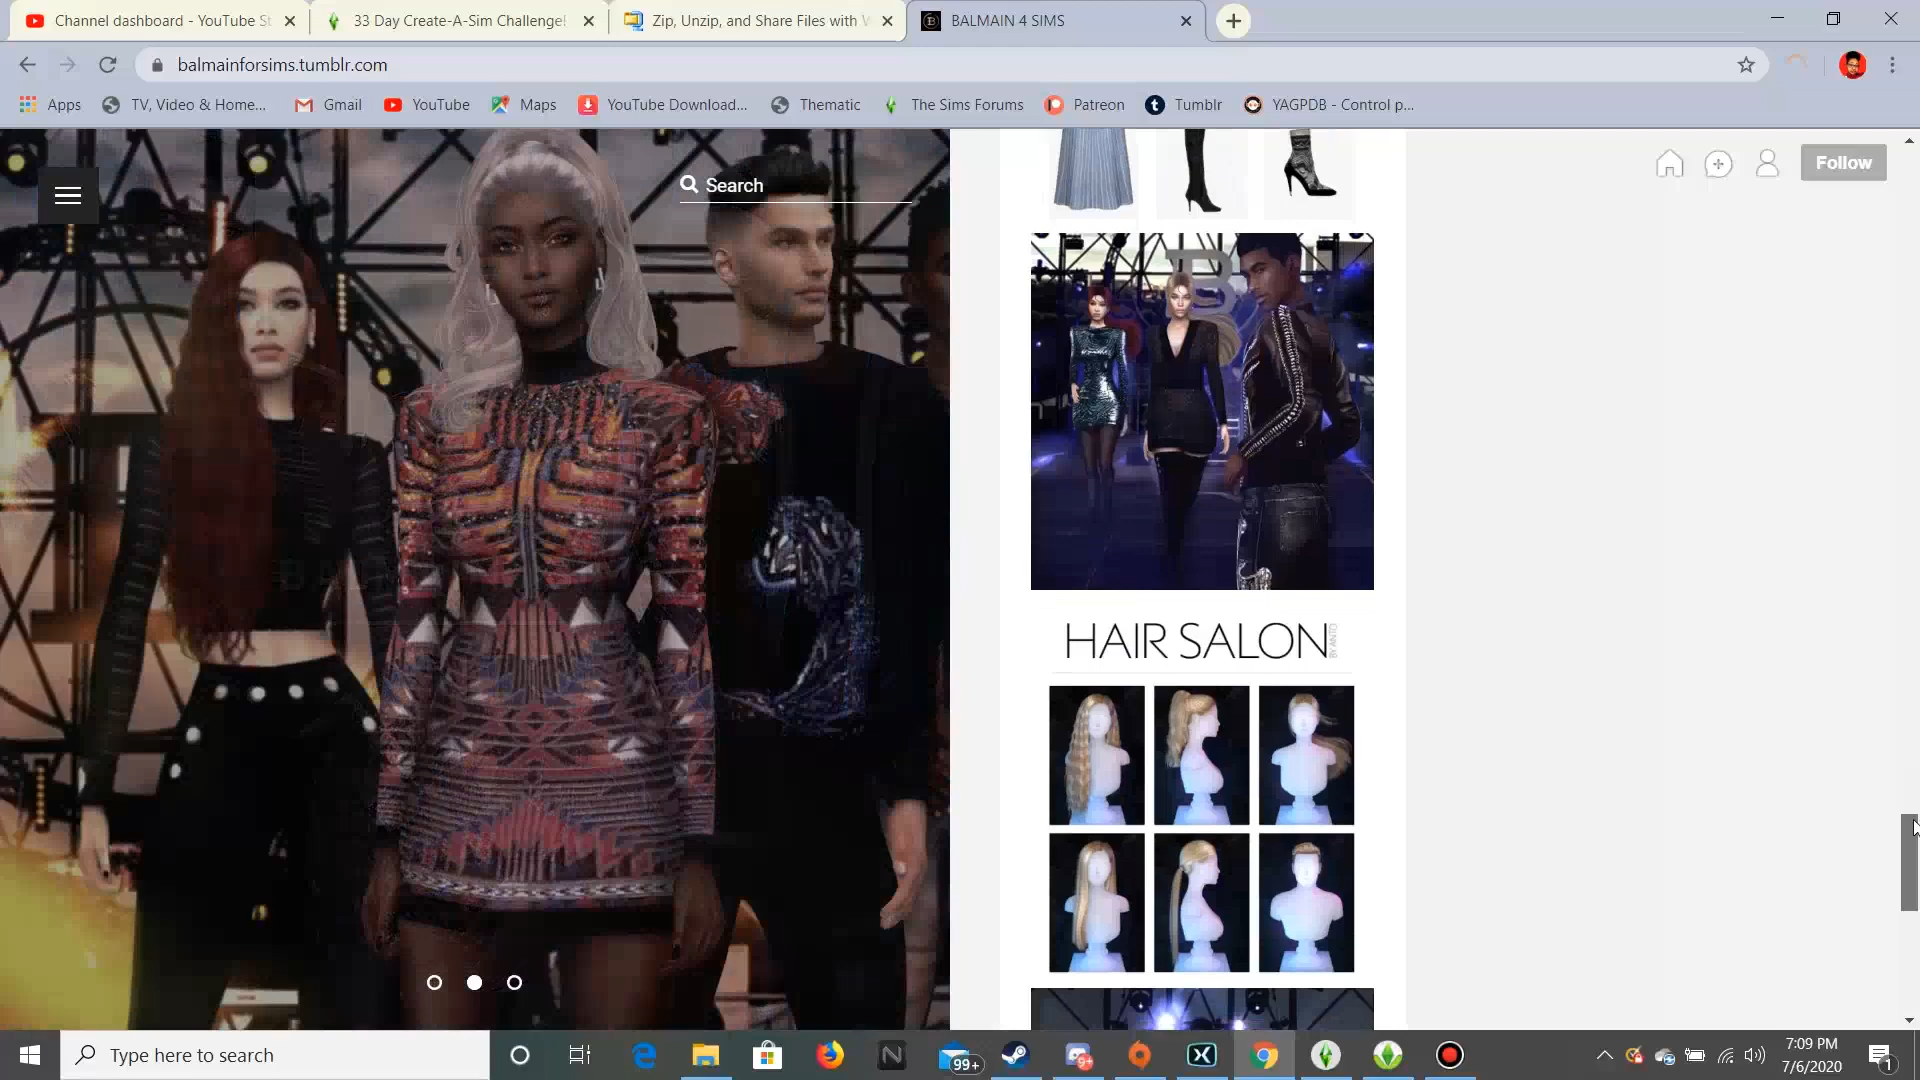 Channel dashboard - YouTube St
33 Day Create-A-Sim Challenge!
Zip, Unzip, and Share Files with W
BALMAIN 4 SIMS
balmainforsims.tumblr.com
Apps
TV, Video & Home...
Gmail
YouTube
Maps
YouTube Download...
Thematic
The Sims Forums
Patreon
Tumblr
YAGPDB - Control p...
Search
Follow
HAIR SALON
Type here to search
99+
9+
7:09 PM
7/6/2020
1